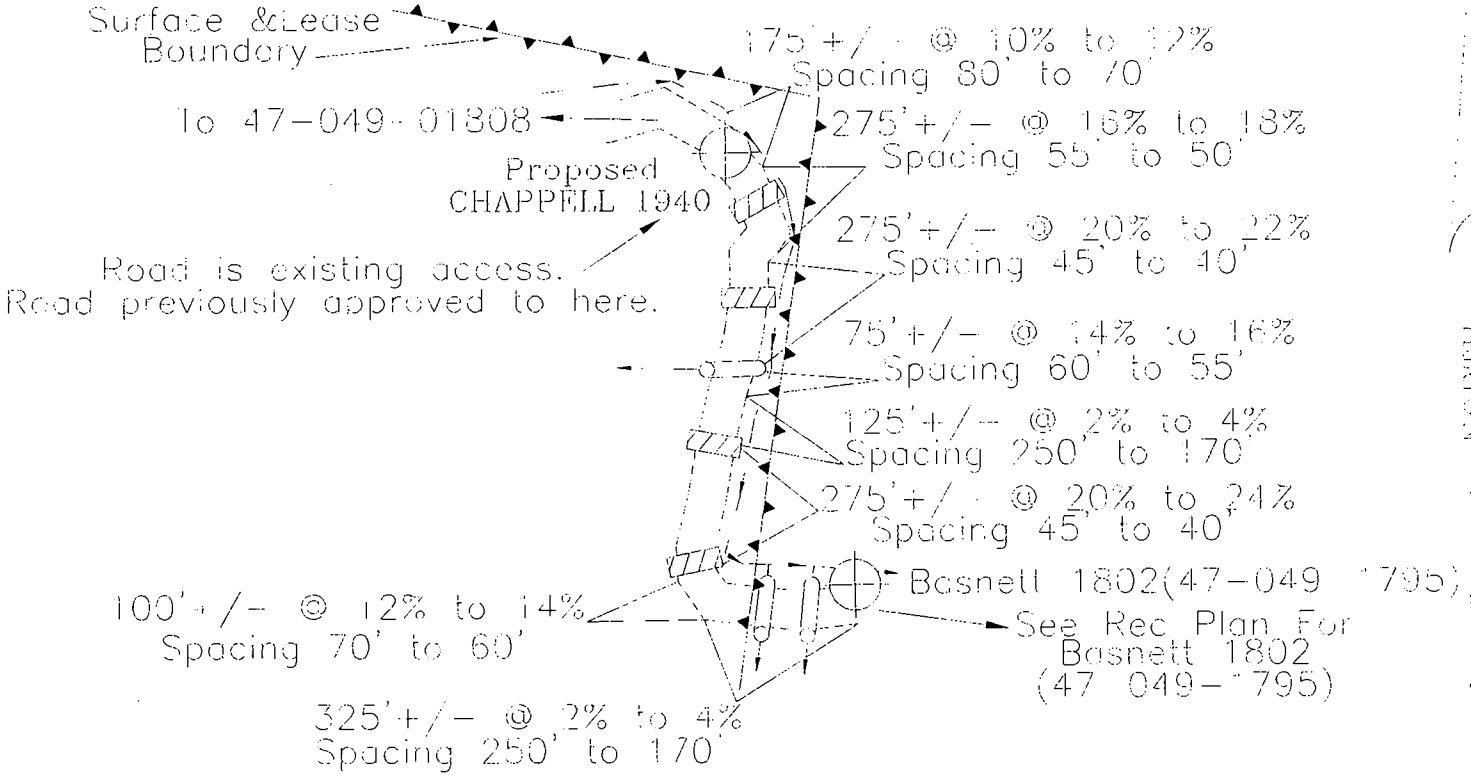 Surface &Lease
Boundary
175'+/- @ 10% to 12%
Spacing 80' to 70'
To 47-049-01808
275'+/- @ 16% to 18%
Spacing 55' to 50'
Proposed
CHAPPELL 1940
275'+/- @ 20% to 22%
Spacing 45' to 40'
Road is existing access.
Road previously approved to here.
75'+/- @ 14% to 16%
Spacing 60' to 55'
125'+/- @ 2% to 4%
Spacing 250' to 170'
275'+/- @ 20% to 24%
Spacing 45' to 40'
Basnett 1802(47-049 1795)
100'+/- @ 12% to 14%
Spacing 70' to 60'
See Rec Plan For
Basnett 1802
(47 049-1795)
325'+/- @ 2% to 4%
Spacing 250' to 170'